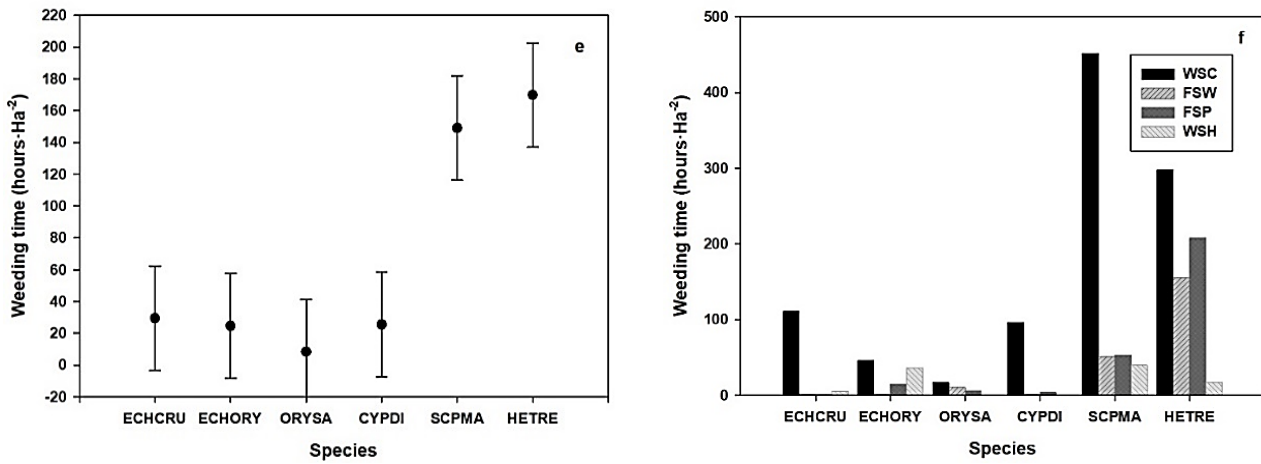 e
Weeding time (hours·Ha⁻²)
220
200
180
160
140
120
100
80
60
40
20
0
-20
ECHCRU ECHORY ORYSA CYPDI SCPMA HETRE
Species
f
Weeding time (hours·Ha⁻²)
500
400
300
200
100
0
WSC
FSW
FSP
WSH
ECHCRU ECHORY ORYSA CYPDI SCPMA HETRE
Species